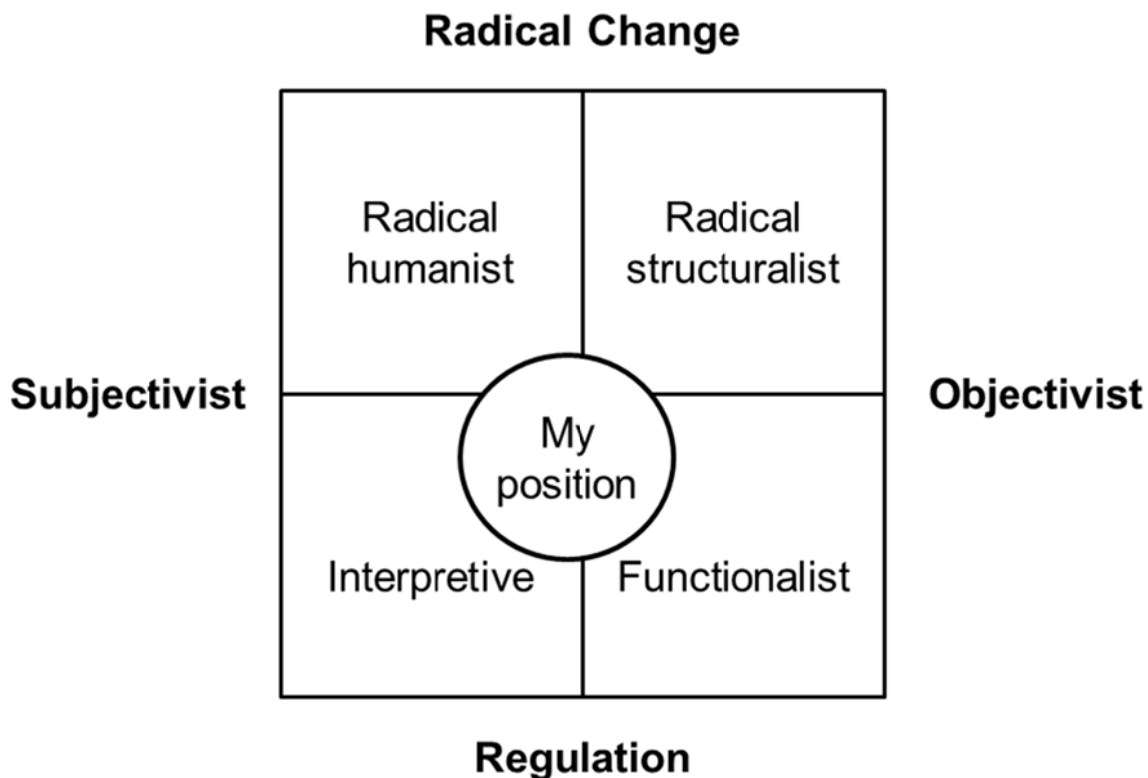 Radical Change
Radical
humanist
Radical
structuralist
Subjectivist
Objectivist
My
position
Interpretive
Functionalist
Regulation